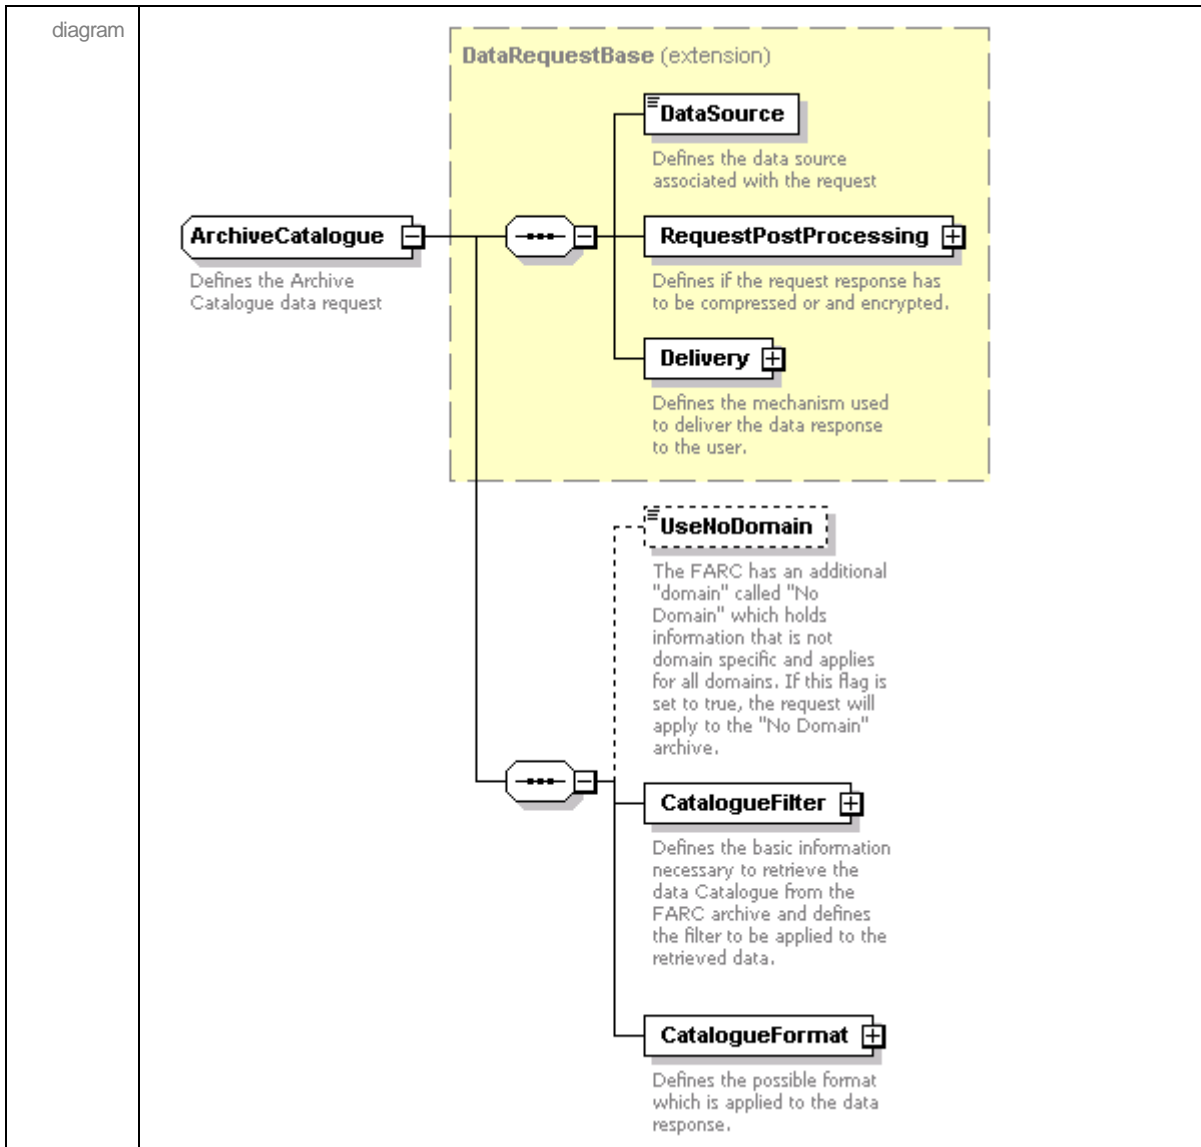 diagram
DataRequestBase (extension)
DataSource
Defines the data source
associated with the request
ArchiveCatalogue
Defines the Archive
Catalogue data request
RequestPostProcessing
Defines if the request response has
to be compressed or and encrypted.
Delivery
Defines the mechanism used
to deliver the data response
to the user.
UseNoDomain
The FARC has an additional
"domain" called "No
Domain" which holds
information that is not
domain specific and applies
for all domains. If this flag is
set to true, the request will
apply to the "No Domain"
archive.
CatalogueFilter
Defines the basic information
necessary to retrieve the
data Catalogue from the
FARC archive and defines
the filter to be applied to the
retrieved data.
CatalogueFormat
Defines the possible format
which is applied to the data
response.